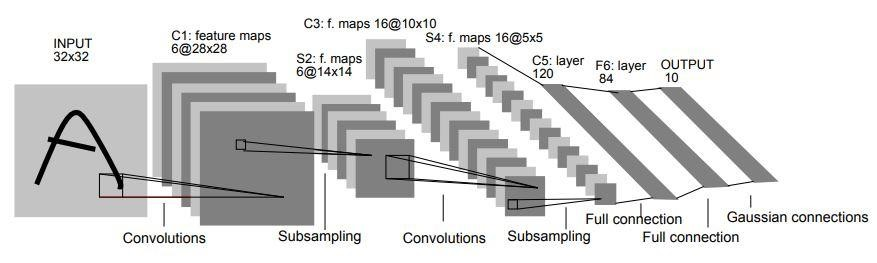 INPUT
32x32
C1: feature maps
6@28x28
S2: f. maps
6@14x14
C3: f. maps 16@10x10
S4: f. maps 16@5x5
C5: layer
120
F6: layer
84
OUTPUT
10
Convolutions
Subsampling
Convolutions
Subsampling
Full connection
Full connection
Gaussian connections